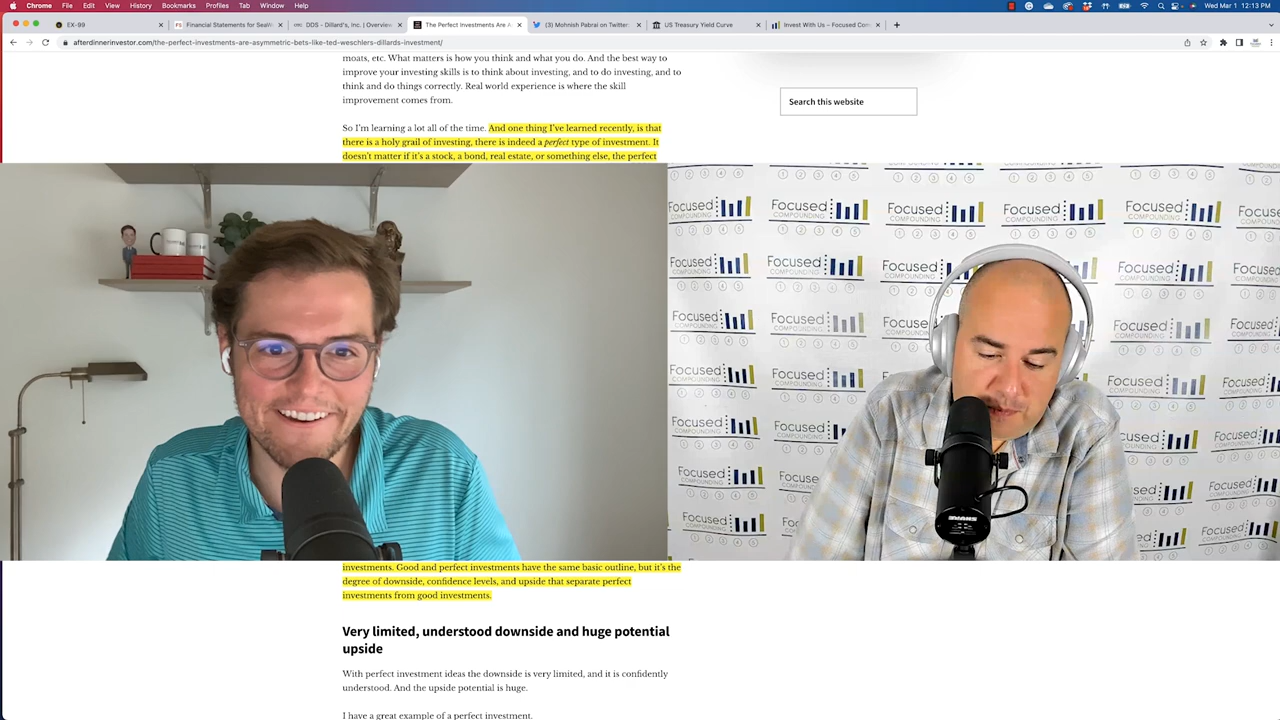 Chrome File Edit View History Bookmarks Profiles Tab Window Help
Wed Mar 1 12:13 PM
EX-99
Financial Statements for SeaW
DDS - Dillard's, Inc. | Overview
The Perfect Investments Are A
(3) Mohnish Pabrai on Twitter:
US Treasury Yield Curve
Invest With Us – Focused Com
afterdinnerinvestor.com/the-perfect-investments-are-asymmetric-bets-like-ted-weschlers-dillards-investment/
moats, etc. What matters is how you think and what you do. And the best way to
improve your investing skills is to think about investing, and to do investing, and to
think and do things correctly. Real world experience is where the skill
improvement comes from.
Search this website
So I'm learning a lot all of the time. And one thing I've learned recently, is that
there is a holy grail of investing, there is indeed a perfect type of investment. It
doesn't matter if it's a stock, a bond, real estate, or something else, the perfect
Focused
COMPOUNDING
1 2 3 4 5
investments. Good and perfect investments have the same basic outline, but it's the
degree of downside, confidence levels, and upside that separate perfect
investments from good investments.
Very limited, understood downside and huge potential
upside
With perfect investment ideas the downside is very limited, and it is confidently
understood. And the upside potential is huge.
I have a great example of a perfect investment.